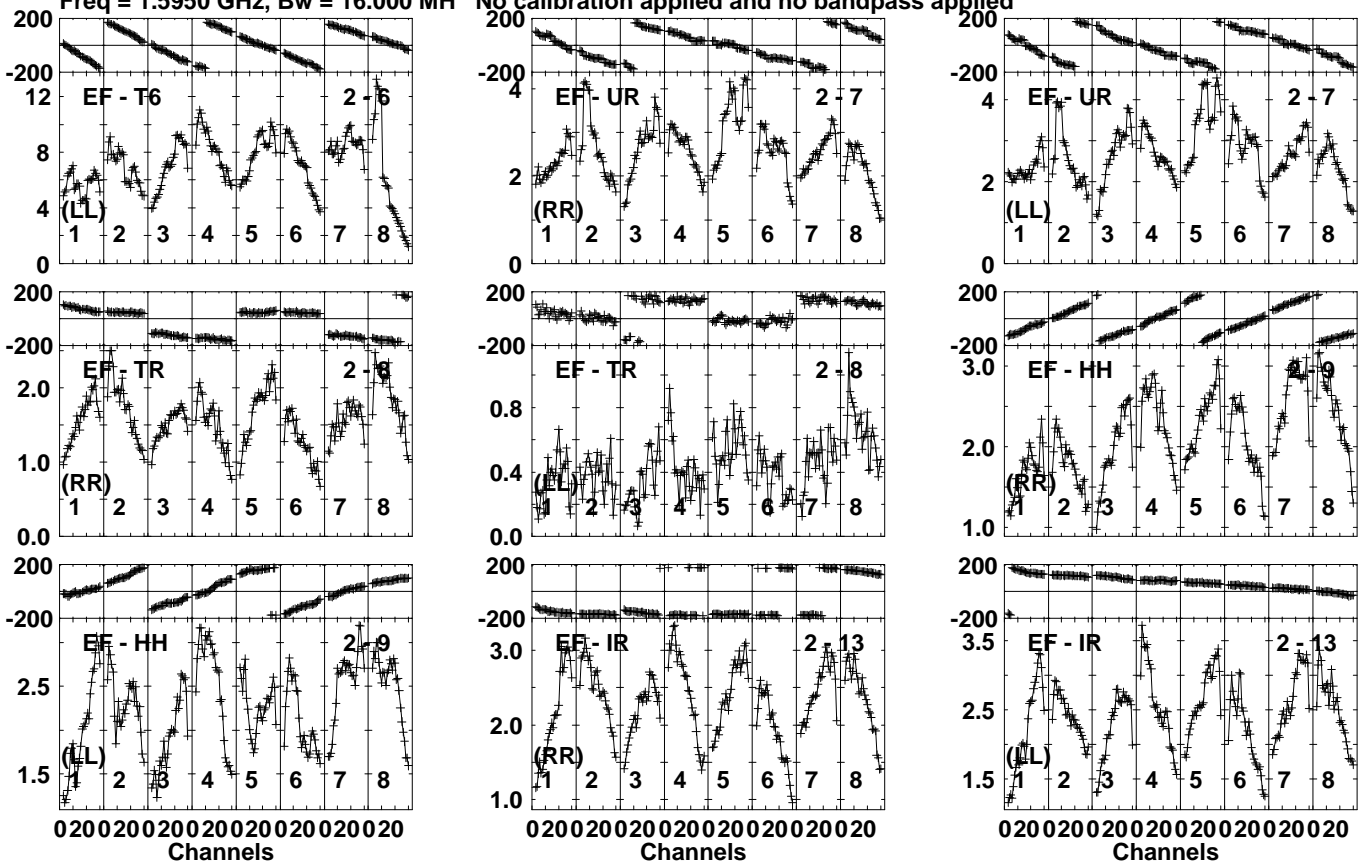 Freq = 1.5950 GHz, Bw = 16.000 MH No calibration applied and no bandpass applied
200
-200
EF - T6 2 - 6
12
8
4
0
(LL)
1 2 3 4 5 6 7 8
200
-200
EF - UR 2 - 7
4
2
0
(RR)
1 2 3 4 5 6 7 8
200
-200
EF - UR 2 - 7
4
2
0
(LL)
1 2 3 4 5 6 7 8
200
-200
EF - TR 2 - 8
2.0
1.0
0.0
(RR)
1 2 3 4 5 6 7 8
200
-200
EF - TR 2 - 8
0.8
0.4
0.0
(LL)
1 2 3 4 5 6 7 8
200
-200
EF - HH 2 - 9
3.0
2.0
1.0
(RR)
1 2 3 4 5 6 7 8
200
-200
EF - HH 2 - 9
2.5
1.5
(LL)
1 2 3 4 5 6 7 8
0 20 0 20 0 20 0 20 0 20 0 20 0 20 0 20
Channels
200
-200
EF - IR 2 - 13
3.0
2.0
1.0
(RR)
1 2 3 4 5 6 7 8
0 20 0 20 0 20 0 20 0 20 0 20 0 20 0 20
Channels
200
-200
EF - IR 2 - 13
3.5
2.5
1.5
(LL)
1 2 3 4 5 6 7 8
0 20 0 20 0 20 0 20 0 20 0 20 0 20 0 20
Channels